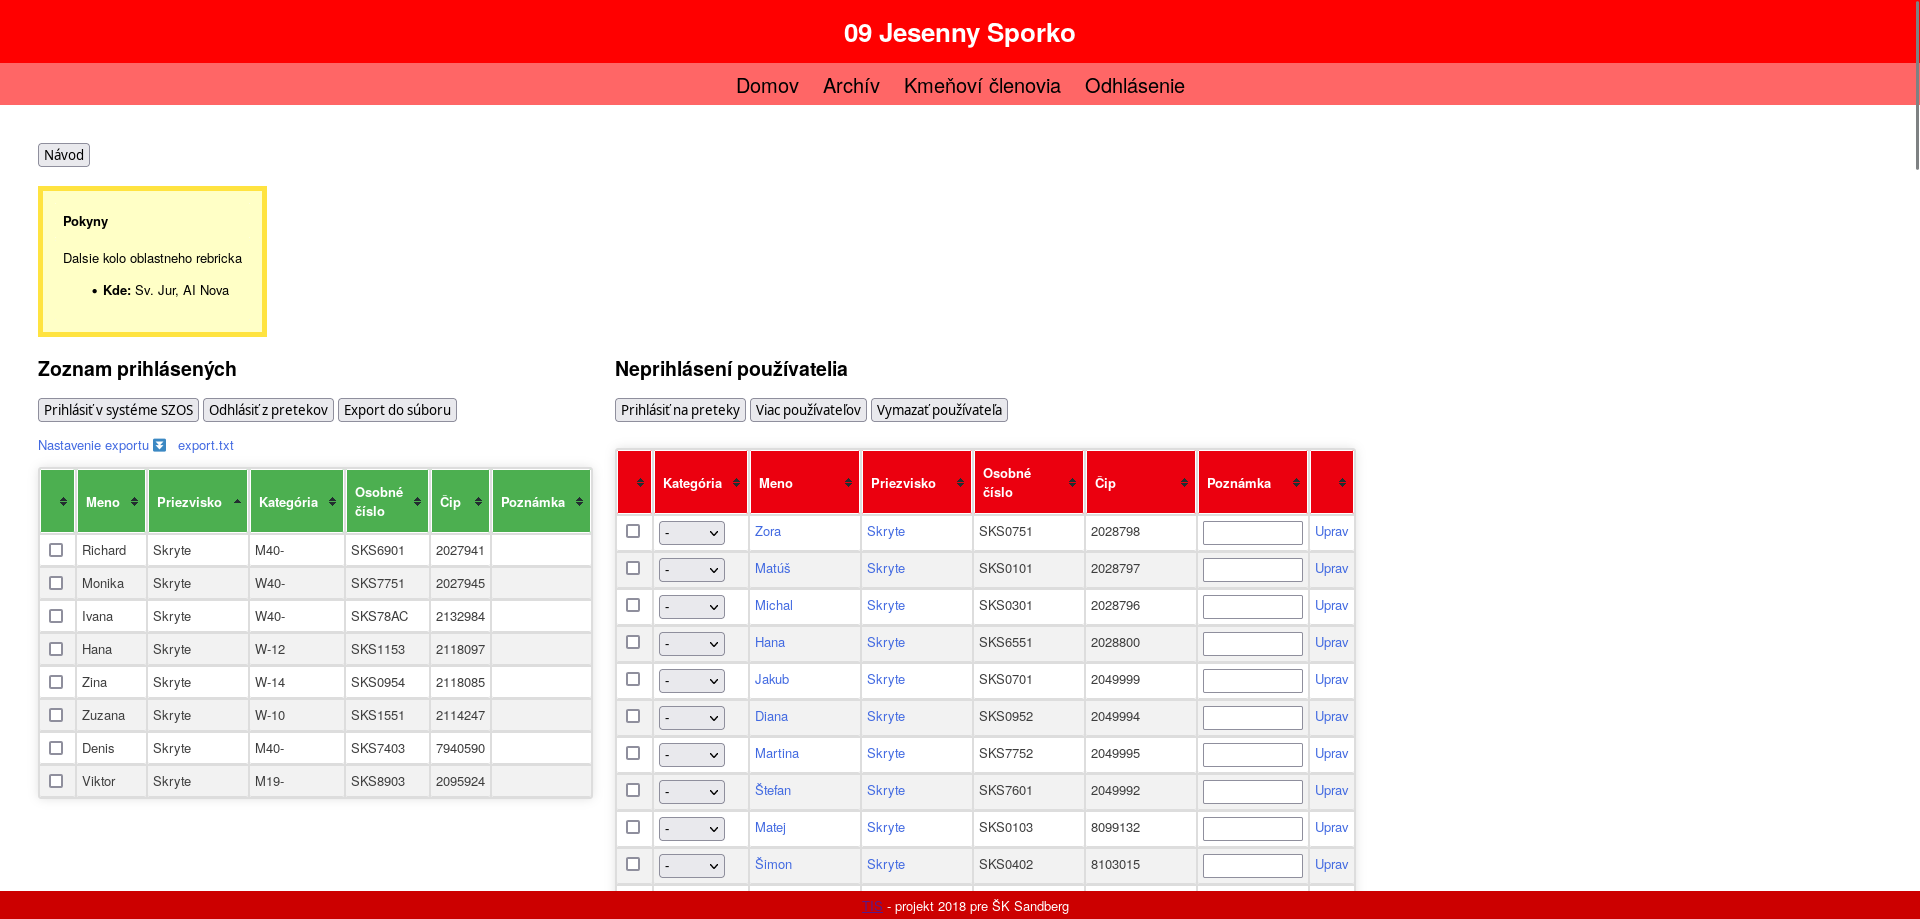 09 Jesenny Sporko
Domov Archív Kmeňoví členovia Odhlásenie
Návod
Pokyny
Dalsie kolo oblastneho rebricka
• Kde: Sv. Jur, AI Nova
Zoznam prihlásených
Prihlásiť v systéme SZOS Odhlásiť z pretekov Export do súboru
Nastavenie exportu export.txt
Meno Priezvisko Kategória Osobné číslo Čip Poznámka
Richard Skryte M40- SKS6901 2027941
Monika Skryte W40- SKS7751 2027945
Ivana Skryte W40- SKS78AC 2132984
Hana Skryte W-12 SKS1153 2118097
Zina Skryte W-14 SKS0954 2118085
Zuzana Skryte W-10 SKS1551 2114247
Denis Skryte M40- SKS7403 7940590
Viktor Skryte M19- SKS8903 2095924
Neprihlásení používatelia
Prihlásiť na preteky Viac používateľov Vymazať používateľa
Kategória Meno Priezvisko Osobné číslo Čip Poznámka
- Zora Skryte SKS0751 2028798 Uprav
- Matúš Skryte SKS0101 2028797 Uprav
- Michal Skryte SKS0301 2028796 Uprav
- Hana Skryte SKS6551 2028800 Uprav
- Jakub Skryte SKS0701 2049999 Uprav
- Diana Skryte SKS0952 2049994 Uprav
- Martina Skryte SKS7752 2049995 Uprav
- Štefan Skryte SKS7601 2049992 Uprav
- Matej Skryte SKS0103 8099132 Uprav
- Šimon Skryte SKS0402 8103015 Uprav
- projekt 2018 pre ŠK Sandberg